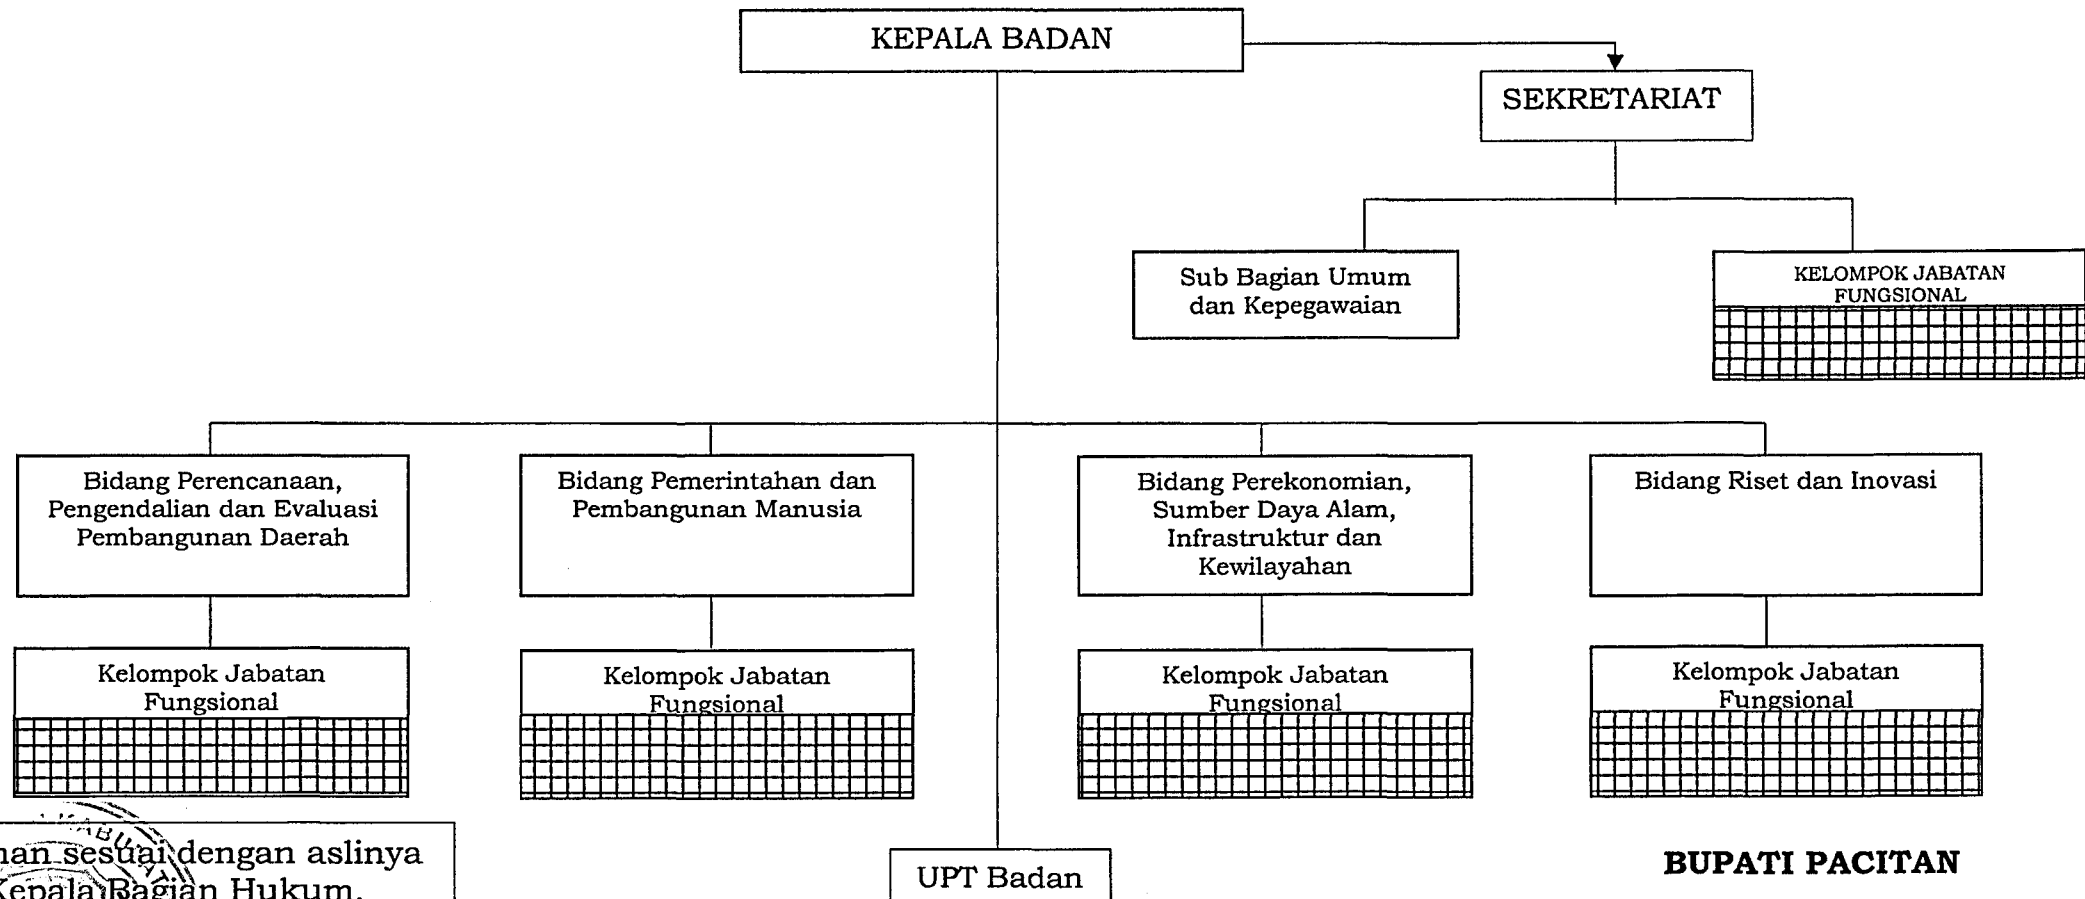 KEPALA BADAN
SEKRETARIAT
Sub Bagian Umum
dan Kepegawaian
KELOMPOK JABATAN
FUNGSIONAL
Bidang Perencanaan,
Pengendalian dan Evaluasi
Pembangunan Daerah
Bidang Pemerintahan dan
Pembangunan Manusia
Bidang Perekonomian,
Sumber Daya Alam,
Infrastruktur dan
Kewilayahan
Bidang Riset dan Inovasi
Kelompok Jabatan
Fungsional
Kelompok Jabatan
Fungsional
Kelompok Jabatan
Fungsional
Kelompok Jabatan
Fungsional
sesuai dengan aslinya
Kepala Bagian Hukum,
UPT Badan
BUPATI PACITAN